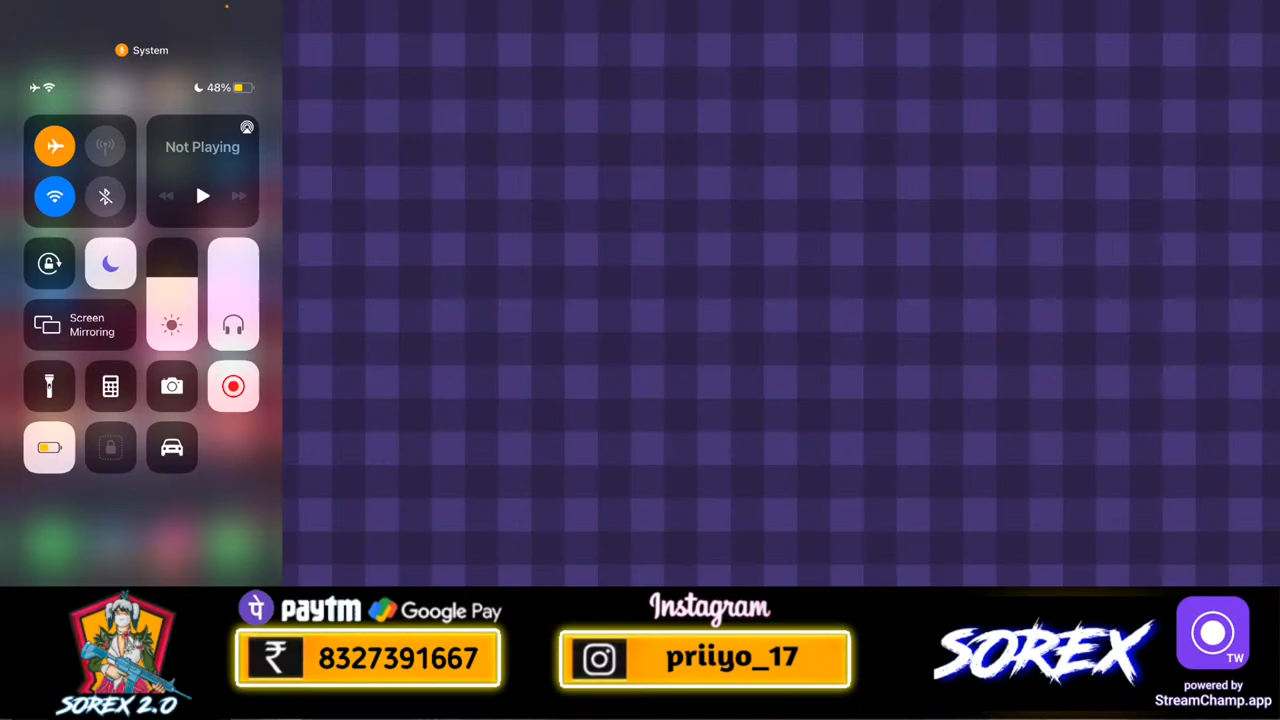 System
48%
Not Playing
Screen
Mirroring
पे paytm Google Pay
₹ 8327391667
Instagram
priiyo_17
SOREX 2.0
SOREX
TW
powered by
StreamChamp.app